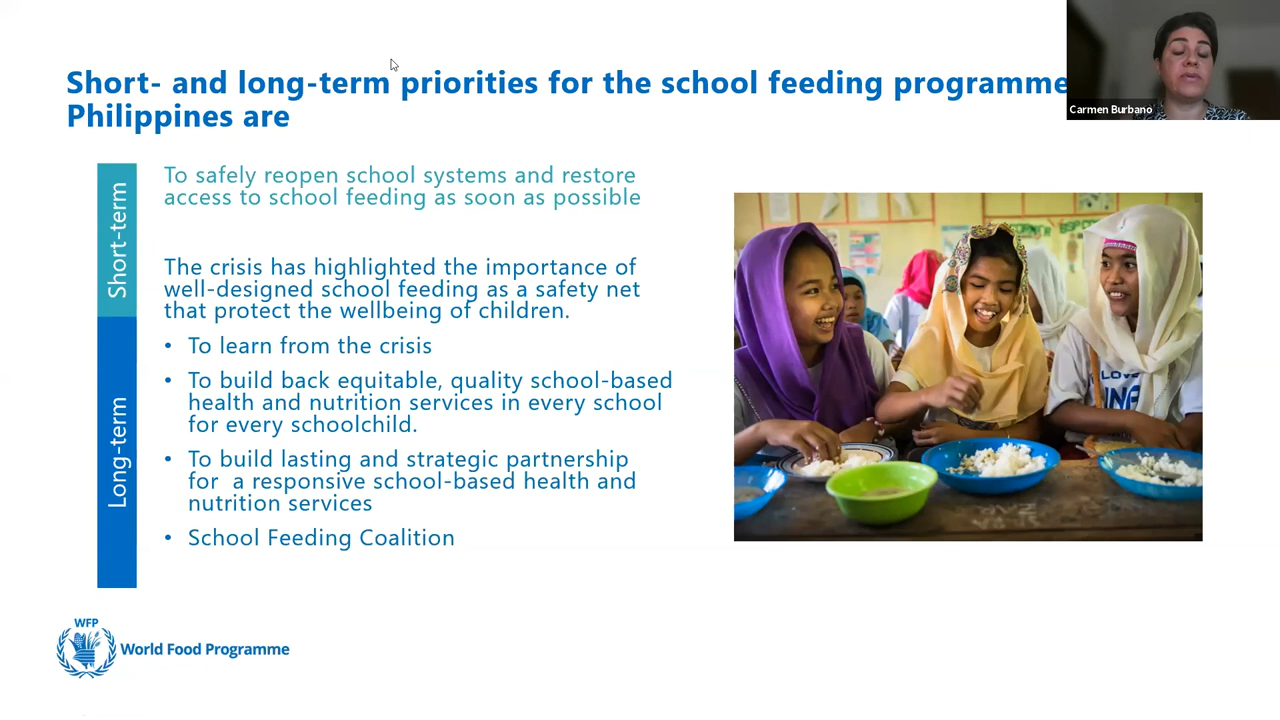 Short- and long-term priorities for the school feeding programme
Philippines are
Carmen Burbano
Short-term
To safely reopen school systems and restore
access to school feeding as soon as possible
The crisis has highlighted the importance of
well-designed school feeding as a safety net
that protect the wellbeing of children.
Long-term
• To learn from the crisis
• To build back equitable, quality school-based
health and nutrition services in every school
for every schoolchild.
• To build lasting and strategic partnership
for  a responsive school-based health and
nutrition services
• School Feeding Coalition
LOVE
WFP
World Food Programme